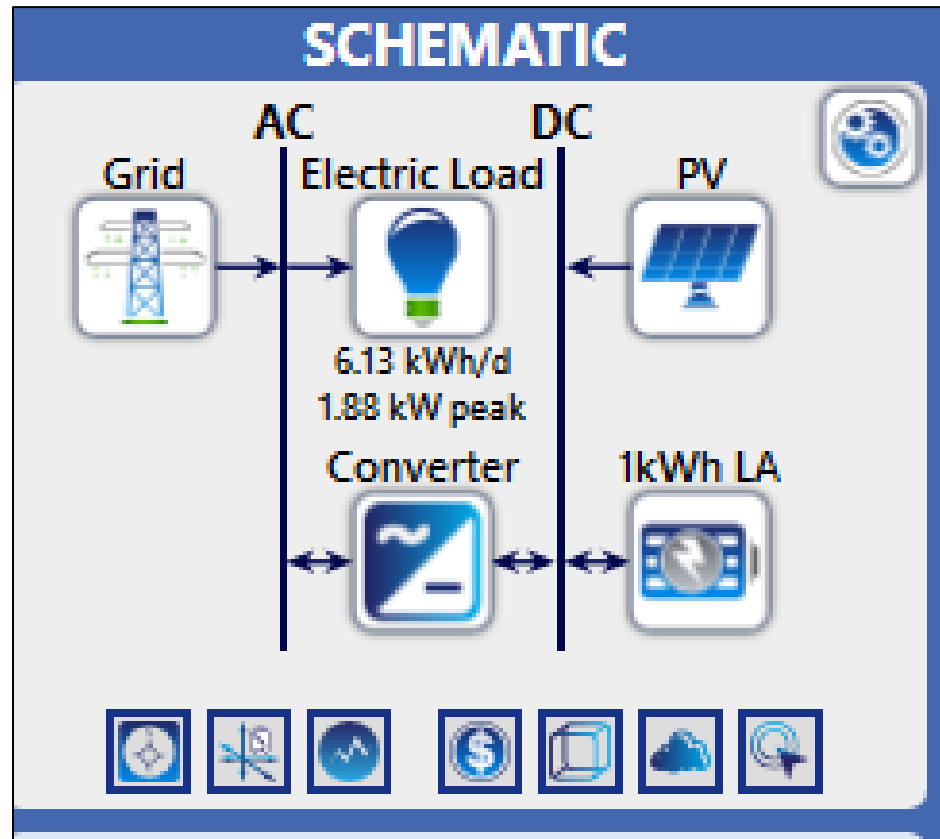 SCHEMATIC
AC DC
Grid Electric Load PV
6.13 kWh/d
1.88 kW peak
Converter 1kWh LA